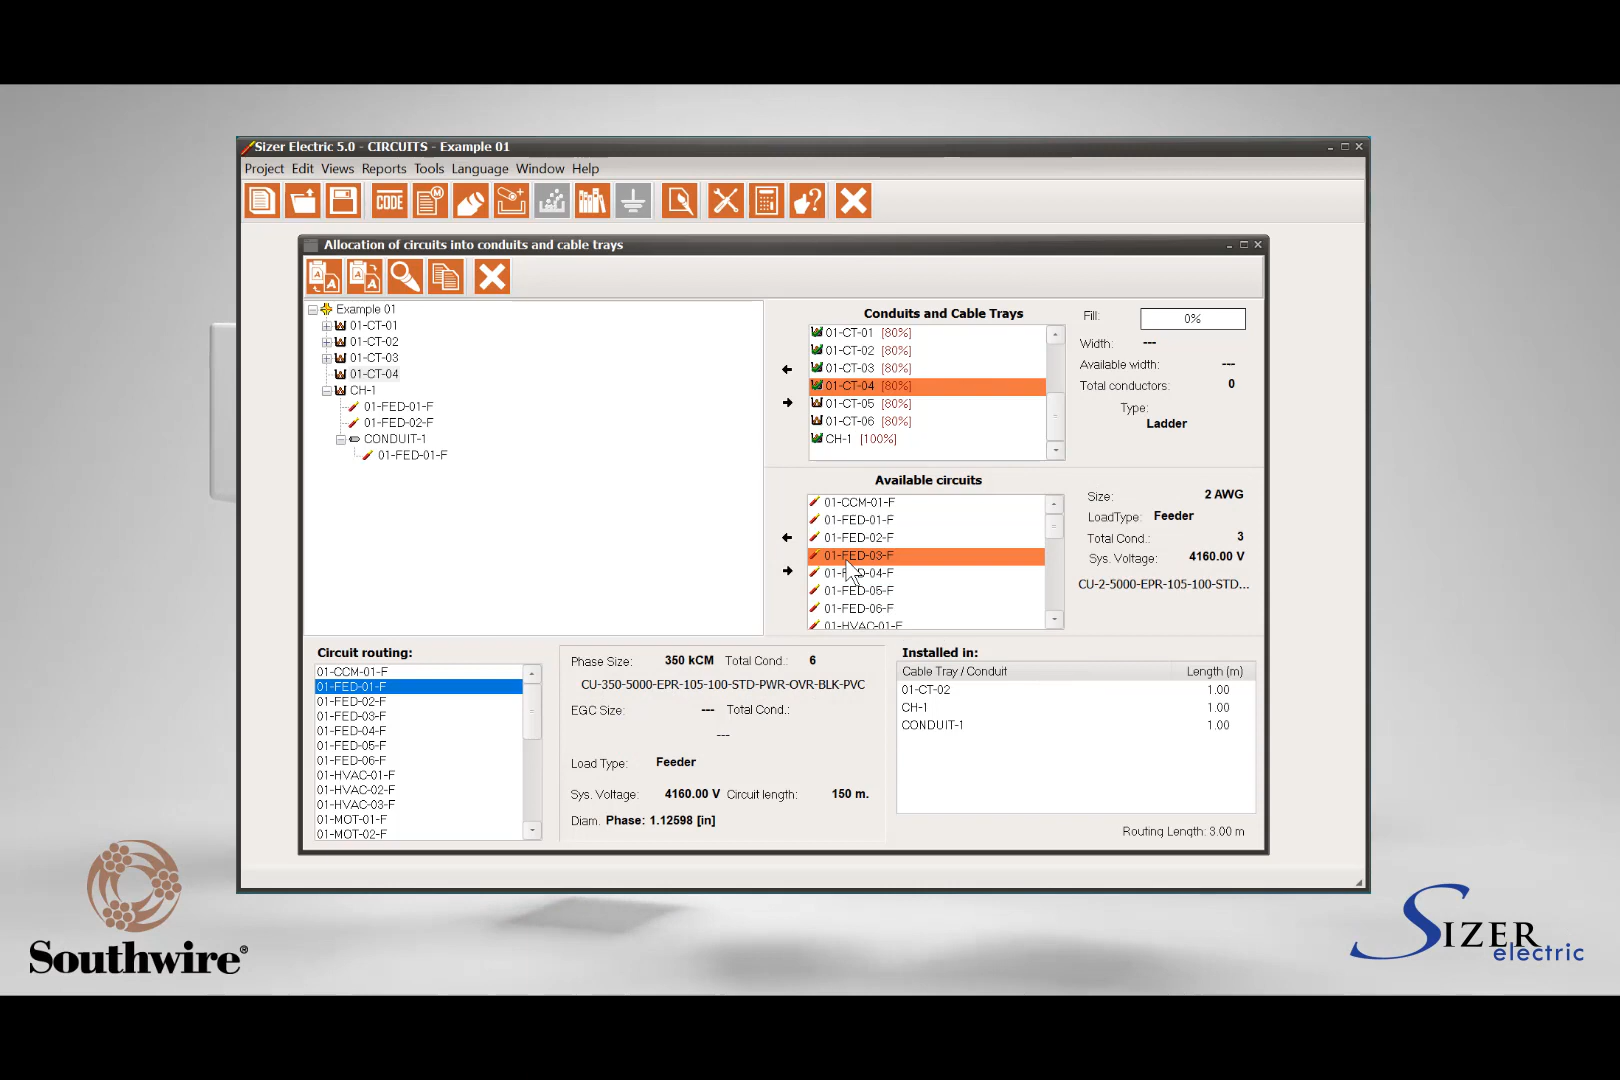 Sizer Electric 5.0 - CIRCUITS - Example 01
Project Edit Views Reports Tools Language Window Help
CODE
Allocation of circuits into conduits and cable trays
Example 01
01-CT-01
01-CT-02
01-CT-03
01-CT-04
CH-1
01-FED-01-F
01-FED-02-F
CONDUIT-1
01-FED-01-F
Conduits and Cable Trays
01-CT-01 [80%]
01-CT-02 [80%]
01-CT-03 [80%]
01-CT-04 [80%]
01-CT-05 [80%]
01-CT-06 [80%]
CH-1 [100%]
Fill: 0%
Width: ---
Available width: ---
Total conductors: 0
Type:
Ladder
Available circuits
01-CCM-01-F
01-FED-01-F
01-FED-02-F
01-FED-03-F
01-FED-04-F
01-FED-05-F
01-FED-06-F
01-HVAC-01-F
Size: 2 AWG
LoadType: Feeder
Total Cond.: 3
Sys. Voltage: 4160.00 V
CU-2-5000-EPR-105-100-STD...
Circuit routing:
01-CCM-01-F
01-FED-01-F
01-FED-02-F
01-FED-03-F
01-FED-04-F
01-FED-05-F
01-FED-06-F
01-HVAC-01-F
01-HVAC-02-F
01-HVAC-03-F
01-MOT-01-F
01-MOT-02-F
Phase Size: 350 kCM Total Cond.: 6
CU-350-5000-EPR-105-100-STD-PWR-OVR-BLK-PVC
EGC Size: --- Total Cond.:
---
Load Type: Feeder
Sys. Voltage: 4160.00 V Circuit length: 150 m.
Diam. Phase: 1.12598 [in]
Installed in:
Cable Tray / Conduit Length (m)
01-CT-02 1.00
CH-1 1.00
CONDUIT-1 1.00
Routing Length: 3.00 m
Southwire®
SIZER
electric